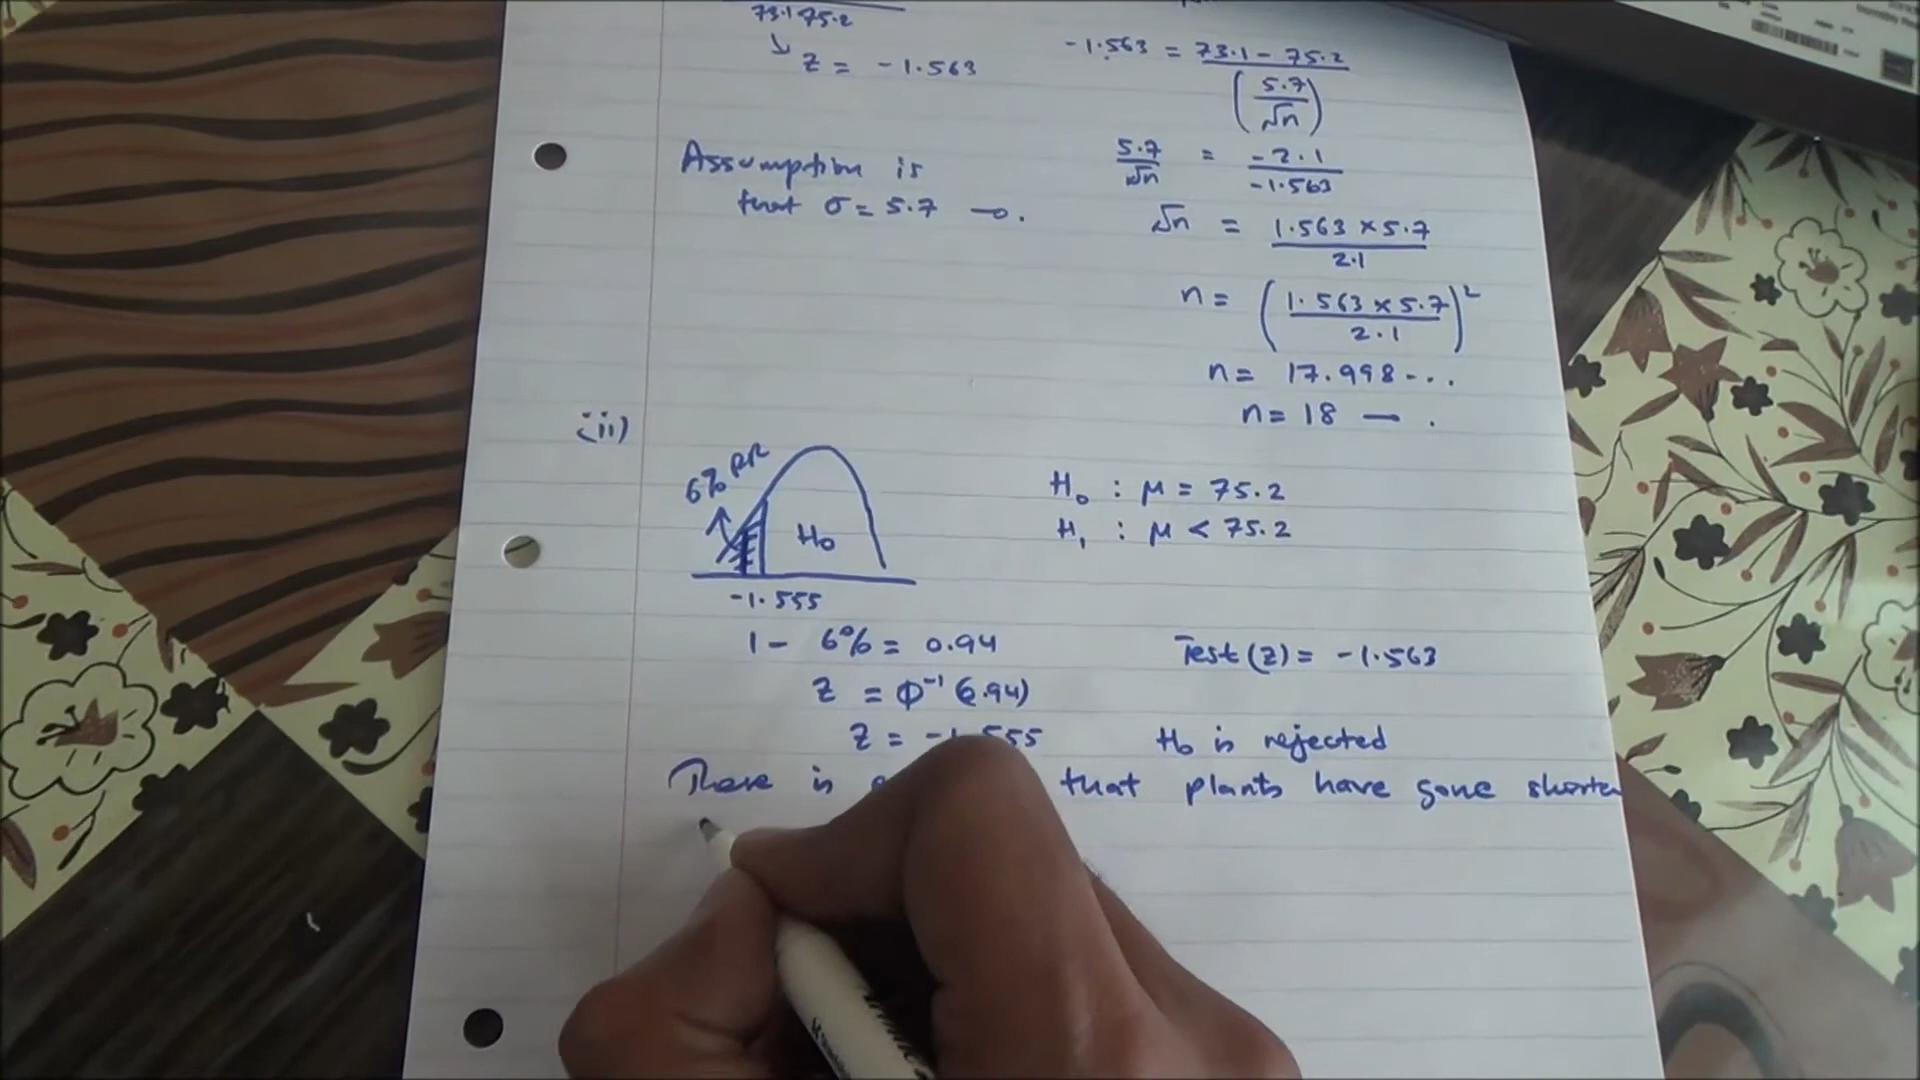 73.1 75.2
z = -1.563
Assumption is
that σ = 5.7
-1.563 = 73.1 - 75.2 / (5.7/√n)
5.7/√n = -2.1/-1.563
√n = 1.563 × 5.7 / 2.1
n = (1.563 × 5.7 / 2.1)²
n = 17.998...
n = 18
(ii)
6% RR
H₀
-1.555
H₀ : μ = 75.2
H₁ : μ < 75.2
1 - 6% = 0.94
z = ϕ⁻¹(0.94)
z = -1.555
Test(z) = -1.563
H₀ is rejected
There is that plants have gone shorter